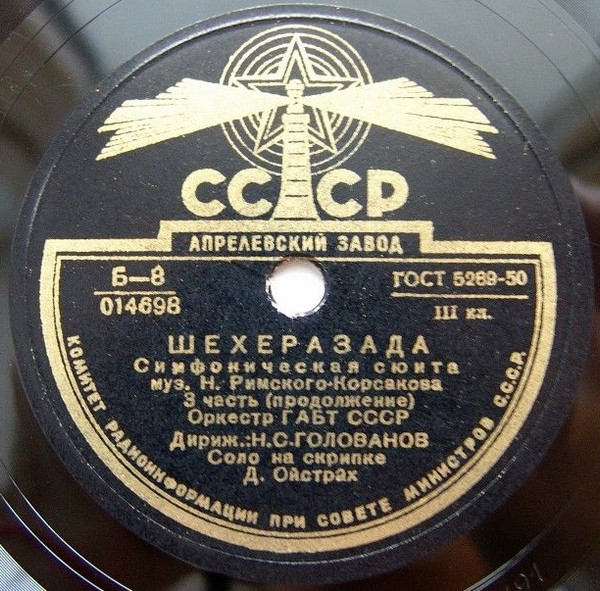 СССР
АПРЕЛЕВСКИЙ ЗАВОД
Б-8
014698
ГОСТ 5289-50
III кл.
ШЕХЕРАЗАДА
Симфоническая сюита
муз. Н. Римского-Корсакова
3 часть (продолжение)
Оркестр ГАБТ СССР
Дириж.: Н.С.ГОЛОВАНОВ
Соло на скрипке
Д. Ойстрах
КОМИТЕТ РАДИОИНФОРМАЦИИ ПРИ СОВЕТЕ МИНИСТРОВ С.С.С.Р.